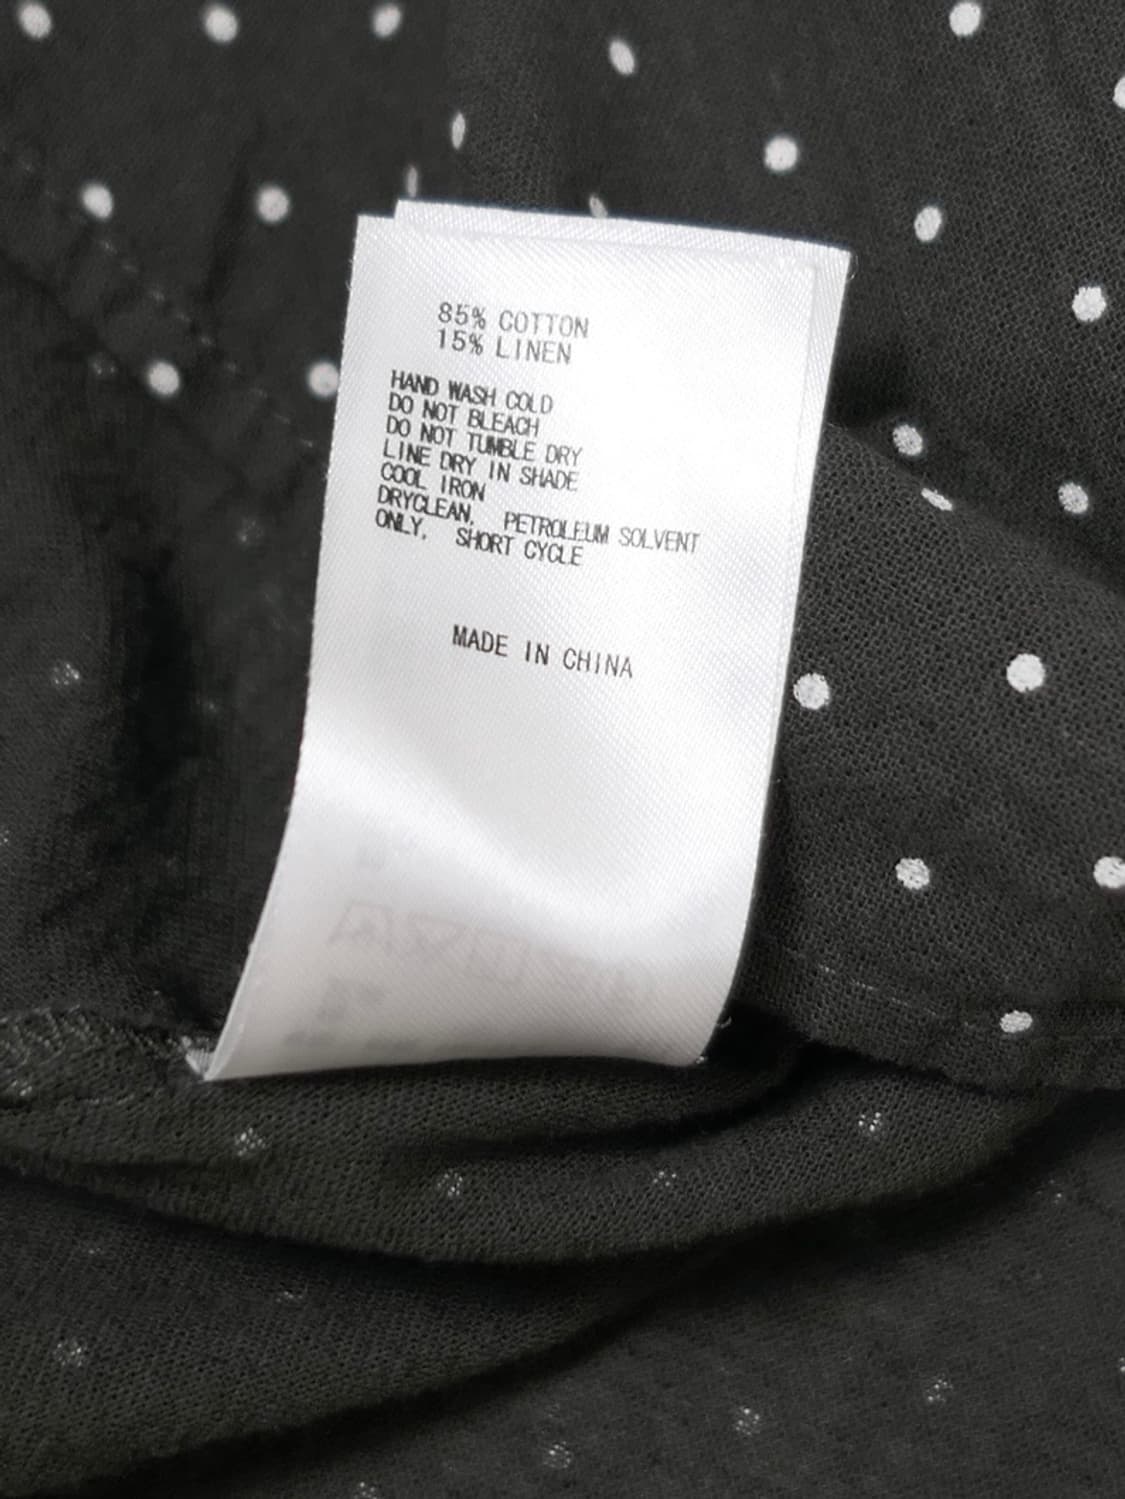 85% COTTON
15% LINEN
HAND WASH COLD
DO NOT BLEACH
DO NOT TUMBLE DRY
LINE DRY IN SHADE
COOL IRON
DRYCLEAN, PETROLEUM SOLVENT
ONLY, SHORT CYCLE
MADE IN CHINA